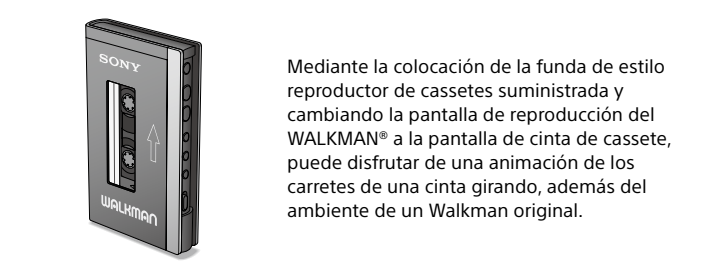 SONY
WALKMAN
Mediante la colocación de la funda de estilo
reproductor de cassetes suministrada y
cambiando la pantalla de reproducción del
WALKMAN® a la pantalla de cinta de cassete,
puede disfrutar de una animación de los
carretes de una cinta girando, además del
ambiente de un Walkman original.